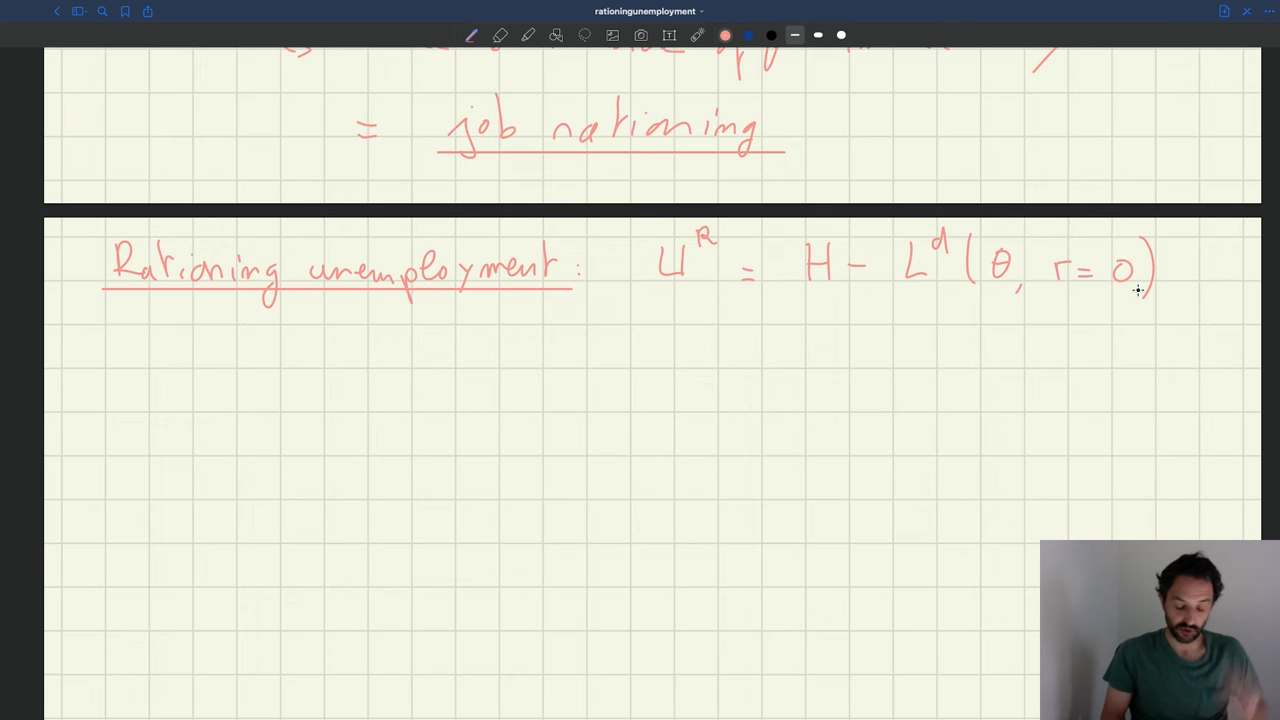 rationingunemployment
= job rationing
Rationing unemployment: U^R = H - L^d (θ, r = 0)